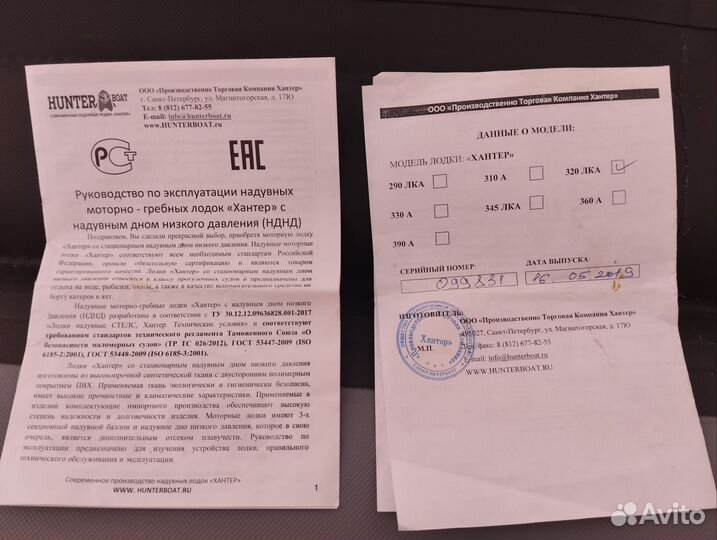 HUNTER BOAT
СОВРЕМЕННЫЕ НАДУВНЫЕ ЛОДКИ «ХАНТЕР»
ООО «Производственно Торговая Компания Хантер»
г. Санкт-Петербург, ул. Магнитогорская, д. 17Ю
Тел: 8 (812) 677-82-55
E-mail: info@hunterboat.ru
www.HUNTERBOAT.ru
РСТ
EAC
Руководство по эксплуатации надувных
моторно - гребных лодок «Хантер» с
надувным дном низкого давления (НДНД)
Поздравляем, Вы сделали прекрасный выбор, приобретя моторную лодку
«Хантер» со стационарным надувным дном низкого давления. Надувные моторные
лодки «Хантер» соответствуют всем необходимым стандартам Российской
Федерации, прошли обязательную сертификацию и являются товаром
гарантированного качества. Лодки «Хантер» со стационарным надувным дном
низкого давления относятся к классу прогулочных судов и предназначены для
отдыха на воде, рыбалки, охоты, а также в качестве вспомогательного средства на
борту катеров и яхт.
Надувные моторно-гребные лодки «Хантер» с надувным дном низкого
давления (НДНД) разработаны в соответствии с ТУ 30.12.12.09636828.001-2017
«Лодки надувные СТЕЛС, Хантер. Технические условия» и соответствуют
требованиям стандартов технического регламента Таможенного Союза «О
безопасности маломерных судов» (ТР ТС 026/2012), ГОСТ 53447-2009 (ISO
6185-2:2001), ГОСТ 53448-2009 (ISO 6185-3:2001).
Лодки «Хантер» со стационарным надувным дном низкого давления
изготовлены из высокопрочной синтетической ткани с двусторонним полимерным
покрытием ПВХ. Применяемая ткань экологически и гигиенически безопасна,
имеет высокие прочностные и климатические характеристики. Применяемые в
изделии комплектующие импортного производства обеспечивают высокую
степень надежности и долговечности изделия. Моторные лодки имеют 3-х
секционный надувной баллон и надувное дно низкого давления, которое в свою
очередь, является дополнительным отсеком плавучести. Руководство по
эксплуатации предназначено для изучения устройства лодки, правильного
технического обслуживания и эксплуатации.
Современное производство надувных лодок «ХАНТЕР»
WWW. HUNTERBOAT.RU
1
ООО «Производственно Торговая Компания Хантер»
ДАННЫЕ О МОДЕЛИ:
МОДЕЛЬ ЛОДКИ: «ХАНТЕР»
290 ЛКА 310 А 320 ЛКА
330 А 345 ЛКА 360 А
390 А
СЕРИЙНЫЙ НОМЕР: ДАТА ВЫПУСКА:
099831 16. 05. 2019
ИЗГОТОВИТЕЛЬ:
ООО «Производственно Торговая Компания Хантер»
195027, Санкт-Петербург, ул. Магнитогорская, д. 17Ю
факс: 8 (812) 677-82-55
E-mail: info@hunterboat.ru
WWW.HUNTERBOAT.RU
«Хантер»
М.П.
САНКТ-ПЕТЕРБУРГ
Avito